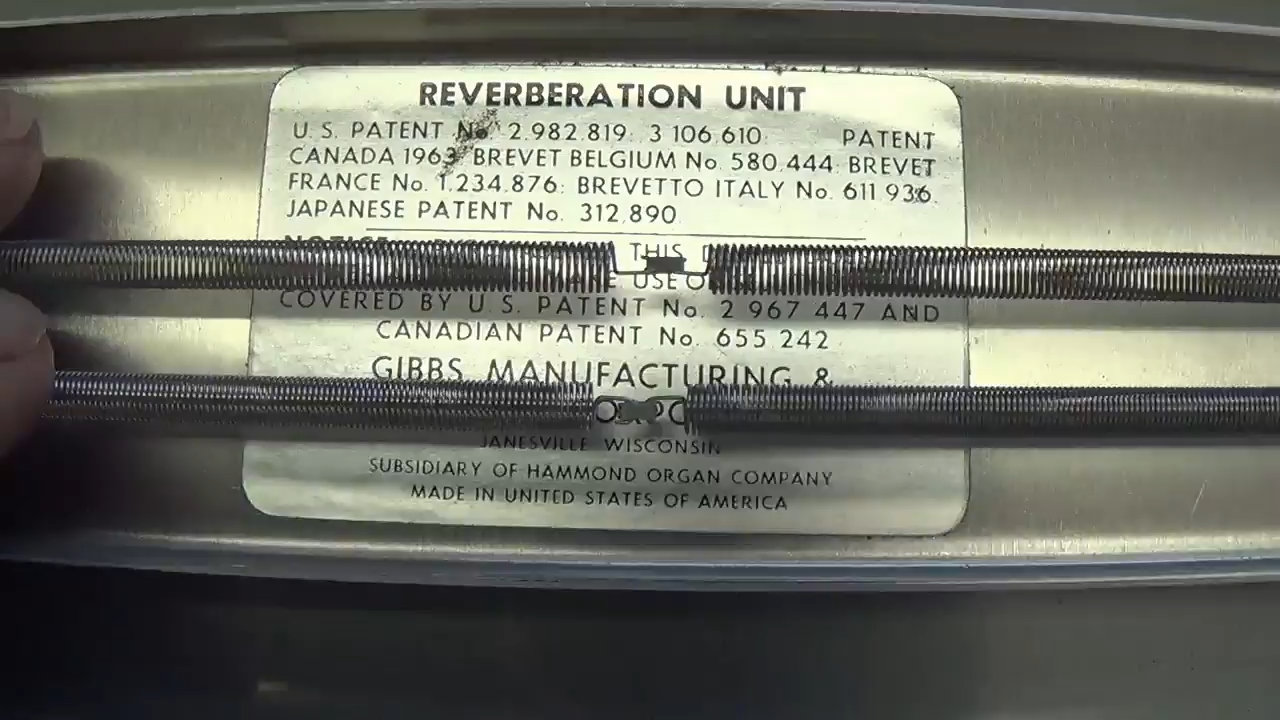 REVERBERATION UNIT
U. S. PATENT No. 2.982.819. 3 106.610. PATENT
CANADA 1963 BREVET BELGIUM No. 580.444. BREVET
FRANCE No. 1.234.876. BREVETTO ITALY No. 611 936.
JAPANESE PATENT No. 312.890.
NOTICE THIS
USE
COVERED BY U. S. PATENT No. 2 967 447 AND
CANADIAN PATENT No. 655 242
GIBBS MANUFACTURING &
JANESVILLE WISCONSIN
SUBSIDIARY OF HAMMOND ORGAN COMPANY
MADE IN UNITED STATES OF AMERICA